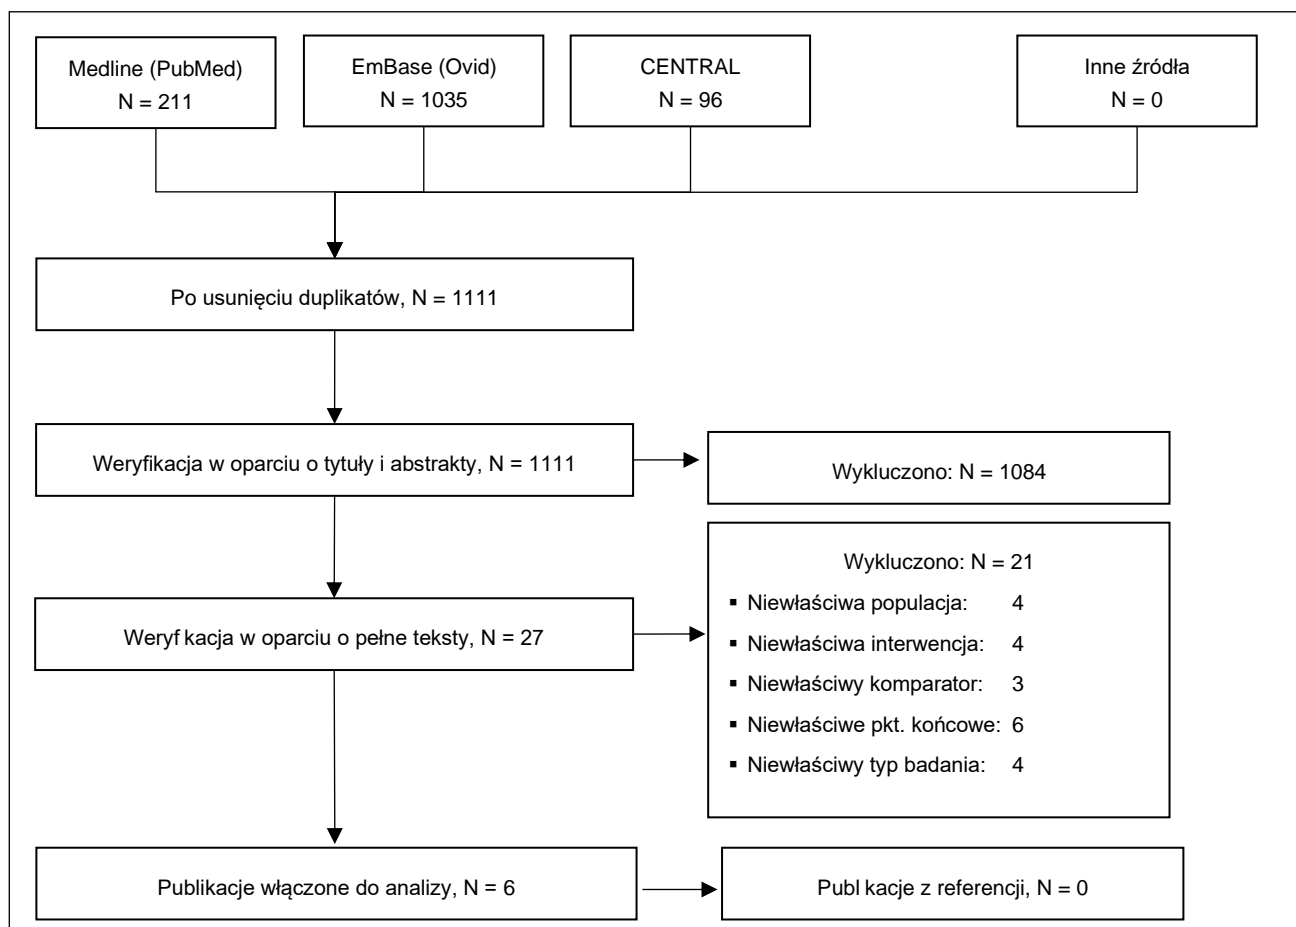 Medline (PubMed)
N = 211
EmBase (Ovid)
N = 1035
CENTRAL
N = 96
Inne źródła
N = 0
Po usunięciu duplikatów, N = 1111
Weryfikacja w oparciu o tytuły i abstrakty, N = 1111
Wykluczono: N = 1084
Weryf kacja w oparciu o pełne teksty, N = 27
Wykluczono: N = 21
▪ Niewłaściwa populacja: 4
▪ Niewłaściwa interwencja: 4
▪ Niewłaściwy komparator: 3
▪ Niewłaściwe pkt. końcowe: 6
▪ Niewłaściwy typ badania: 4
Publikacje włączone do analizy, N = 6
Publ kacje z referencji, N = 0